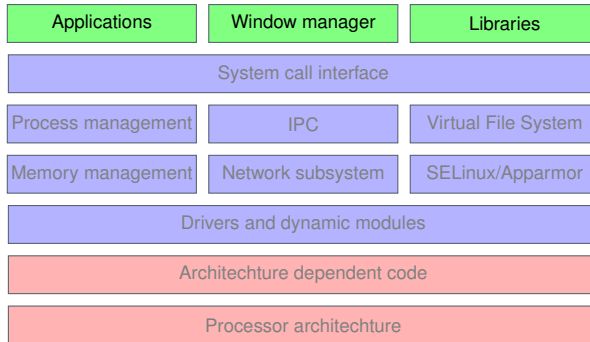 Applications
Window manager
Libraries
System call interface
Process management
IPC
Virtual File System
Memory management
Network subsystem
SELinux/Apparmor
Drivers and dynamic modules
Architechture dependent code
Processor architechture